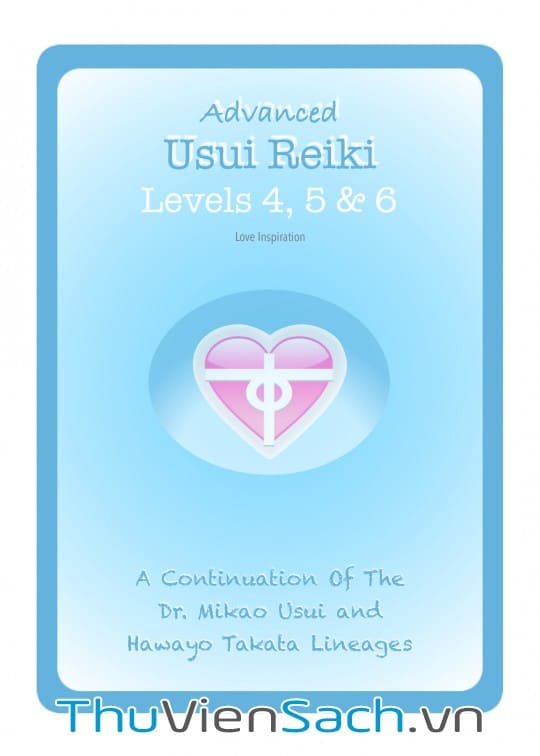 Advanced
Usui Reiki
Levels 4, 5 & 6
Love Inspiration
A Continuation Of The
Dr. Mikao Usui and
Hawayo Takata Lineages
ThuVienSach.vn